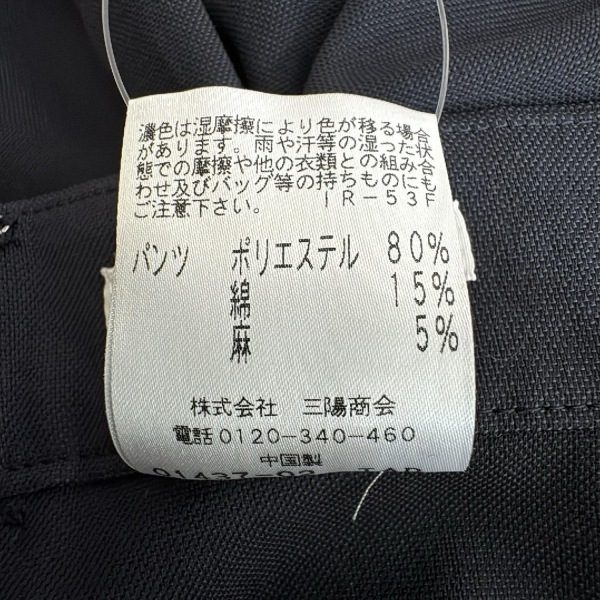 濃色は湿摩擦により色が移る場合
があります。雨や汗等の湿った状
態での摩擦や他の衣類との組み合
わせ及びバッグ等の持ちものにも
ご注意下さい。 IR-53F
パンツ ポリエステル 80%
綿 15%
麻 5%
株式会社 三陽商会
電話0120-340-460
中国製